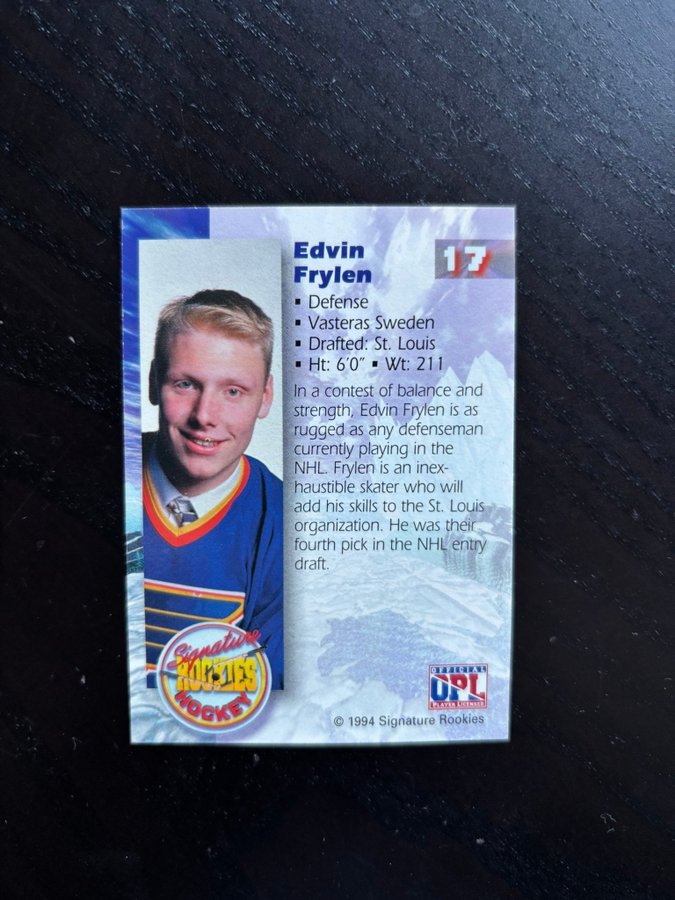 Edvin
Frylen
17
▪ Defense
▪ Vasteras Sweden
▪ Drafted: St. Louis
▪ Ht: 6'0" ▪ Wt: 211
In a contest of balance and
strength, Edvin Frylen is as
rugged as any defenseman
currently playing in the
NHL. Frylen is an inex-
haustible skater who will
add his skills to the St. Louis
organization. He was their
fourth pick in the NHL entry
draft.
Signature
ROOKIES
HOCKEY
OFFICIAL
OPL
PLAYER LICENSED
© 1994 Signature Rookies